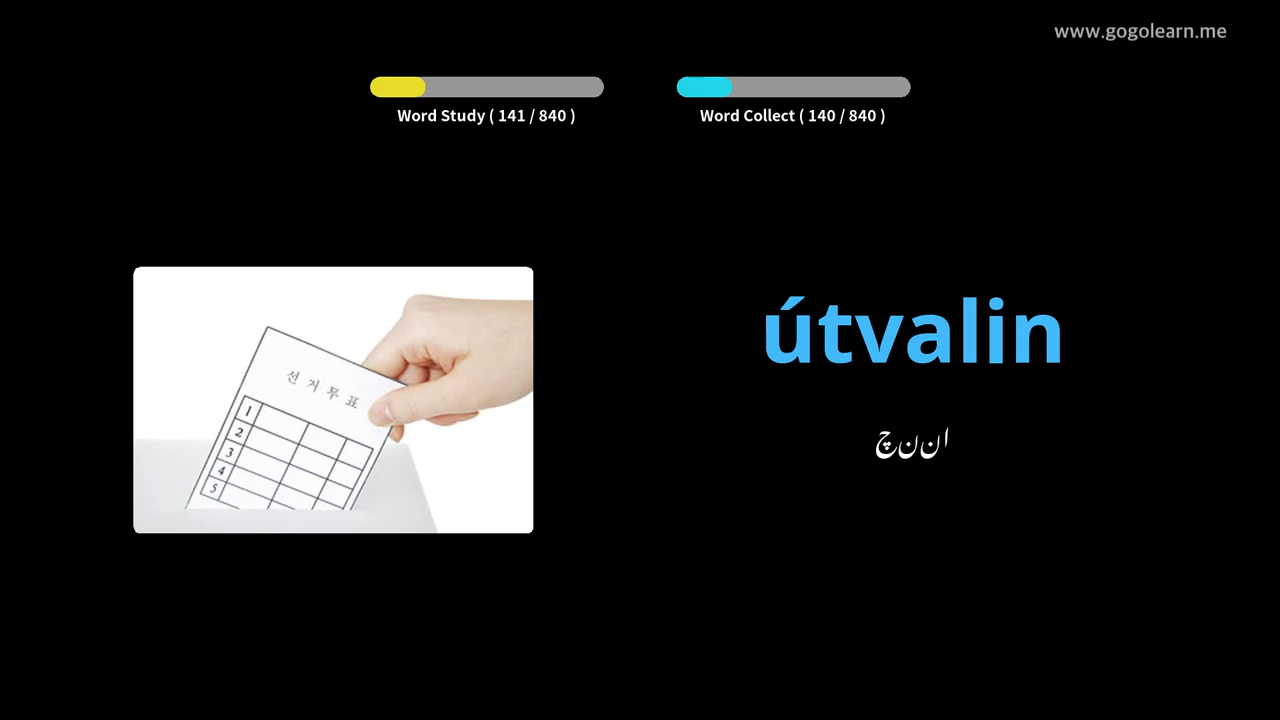 www.gogolearn.me
Word Study ( 141 / 840 )
Word Collect ( 140 / 840 )
선 거 투 표
1
2
3
4
5
útvalin
ان ن چ